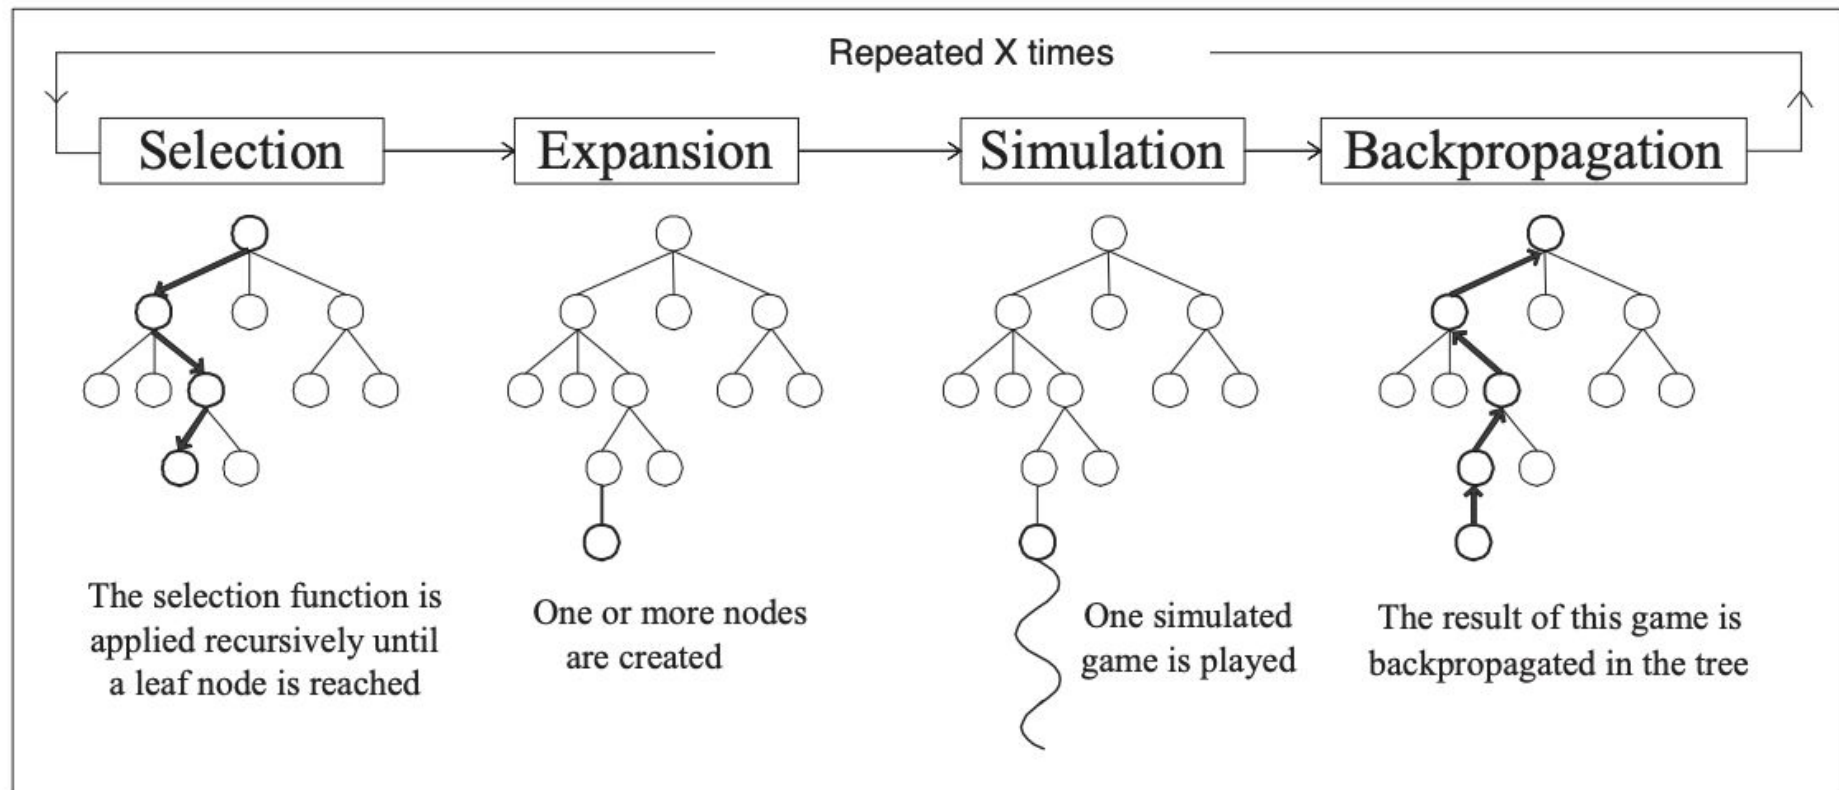 Repeated X times
Selection
Expansion
Simulation
Backpropagation
The selection function is
applied recursively until
a leaf node is reached
One or more nodes
are created
One simulated
game is played
The result of this game is
backpropagated in the tree